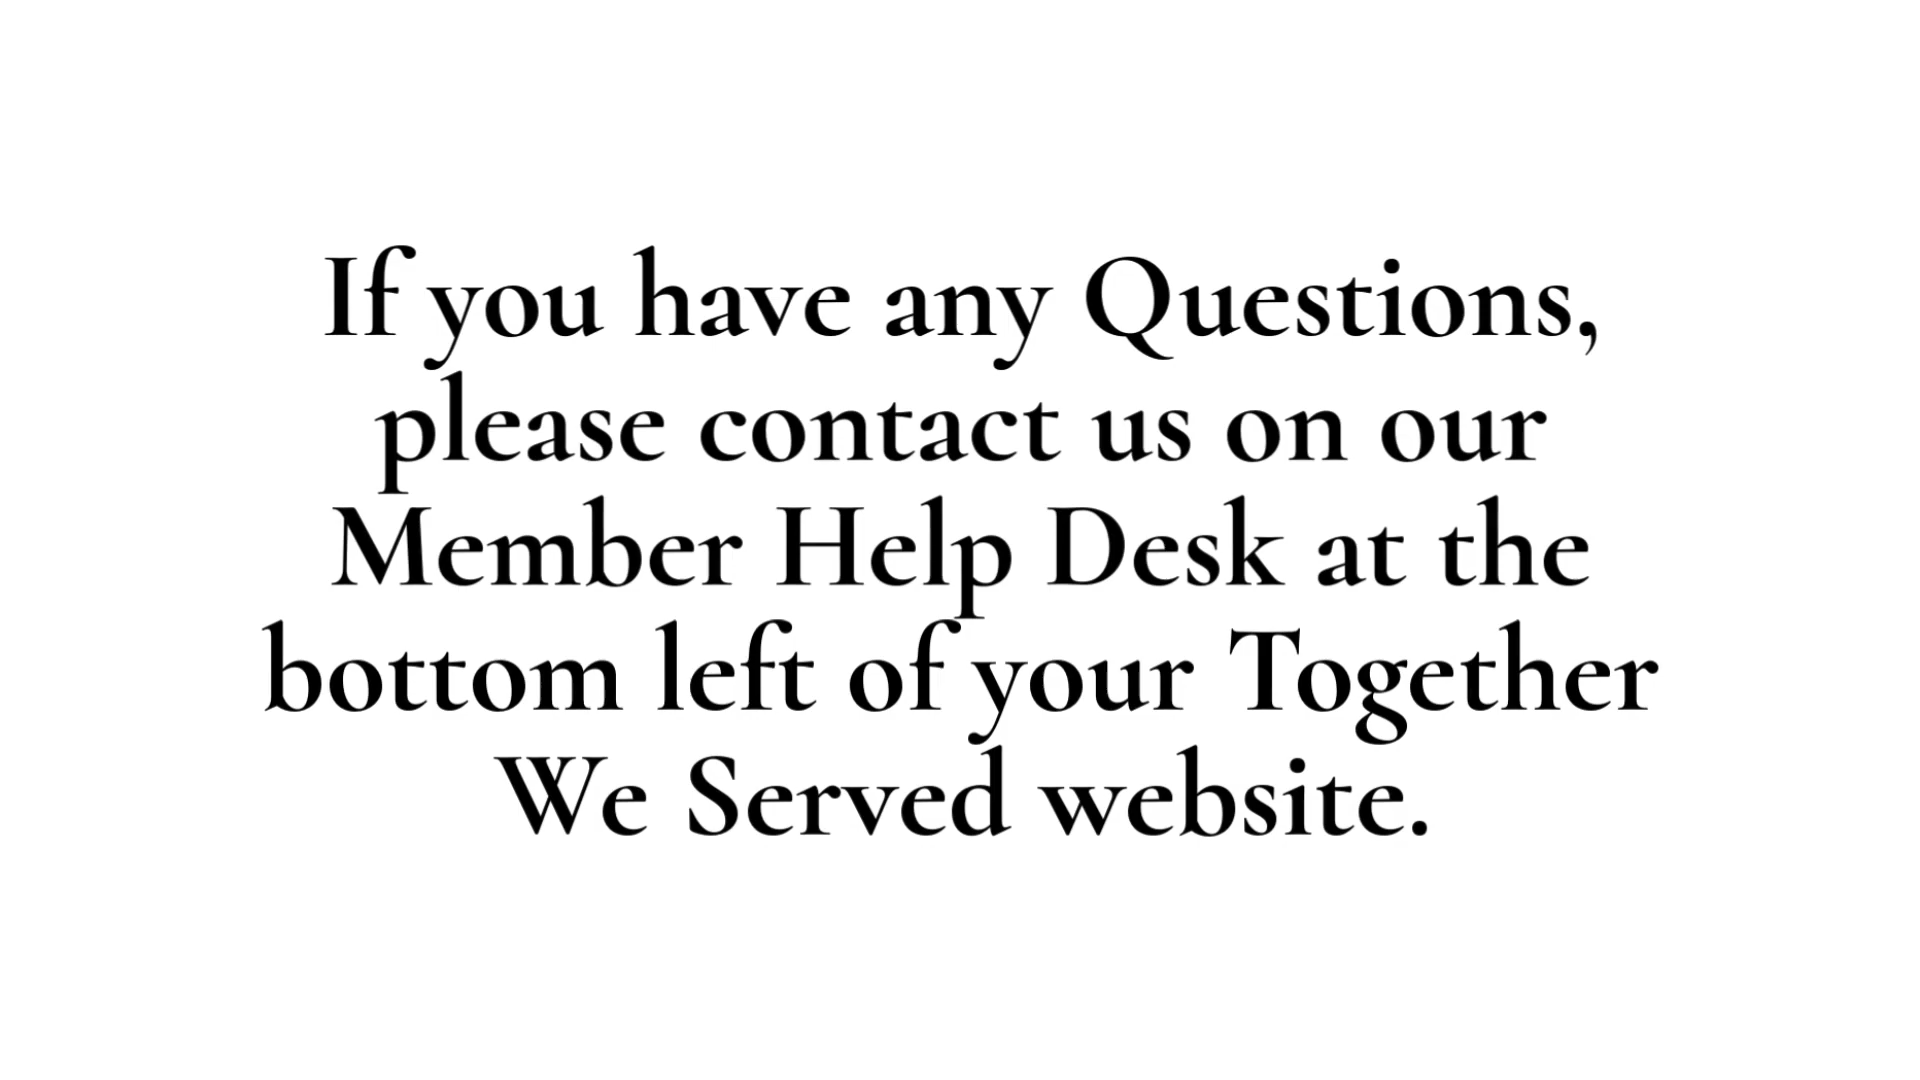 If you have any Questions,
please contact us on our
Member Help Desk at the
bottom left of your Together
We Served website.